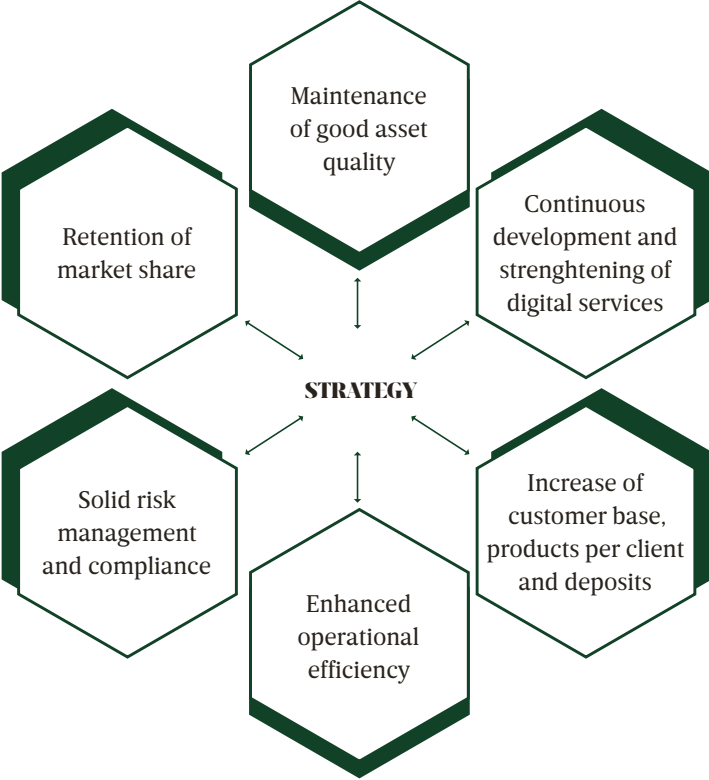 Maintenance
of good asset
quality
Retention of
market share
Continuous
development and
strenghtening of
digital services
STRATEGY
Solid risk
management
and compliance
Increase of
customer base,
products per client
and deposits
Enhanced
operational
efficiency